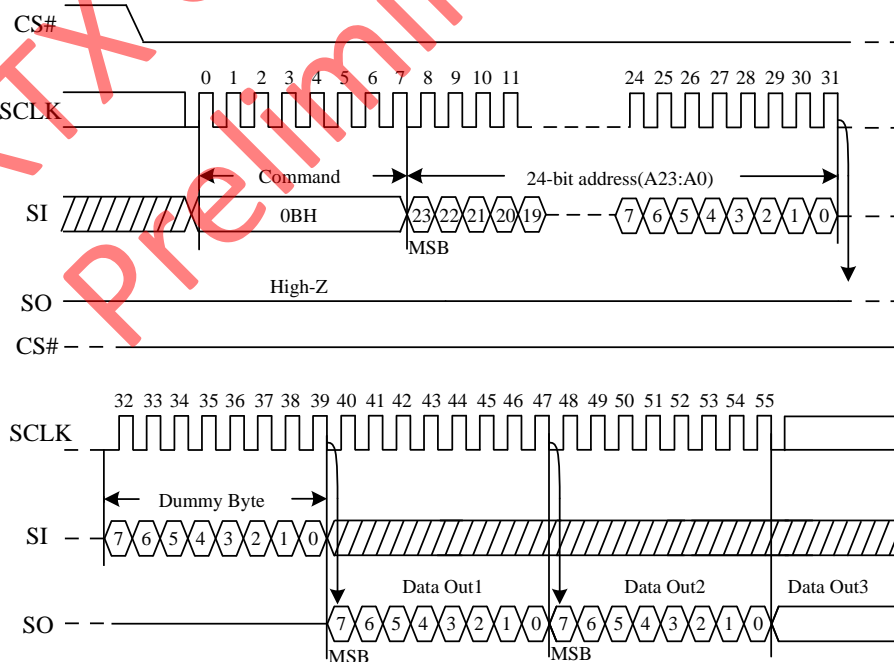 CS#
0 1 2 3 4 5 6 7 8 9 10 11 24 25 26 27 28 29 30 31
SCLK
Command 24-bit address(A23:A0)
SI 0BH 23 22 21 20 19 7 6 5 4 3 2 1 0
MSB
High-Z
SO
CS#
32 33 34 35 36 37 38 39 40 41 42 43 44 45 46 47 48 49 50 51 52 53 54 55
SCLK
Dummy Byte
SI 7 6 5 4 3 2 1 0
Data Out1 Data Out2 Data Out3
SO 7 6 5 4 3 2 1 0 7 6 5 4 3 2 1 0
MSB MSB
XTX
Prelimi